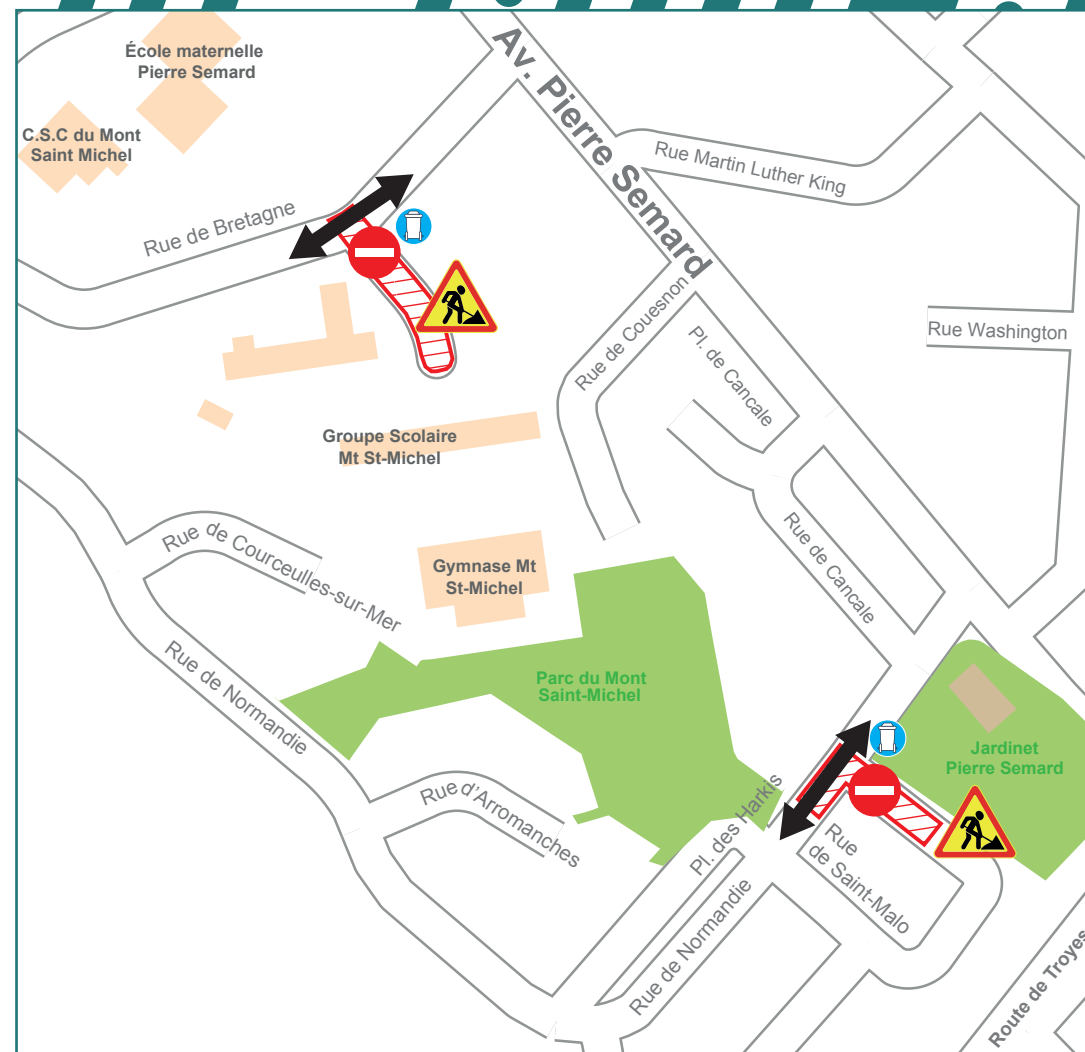 École maternelle
Pierre Semard
C.S.C du Mont
Saint Michel
Av. Pierre Semard
Rue Martin Luther King
Rue de Bretagne
Rue Washington
Rue de Couesnon
Pl. de Cancale
Groupe Scolaire
Mt St-Michel
Rue de Courceulles-sur-Mer
Gymnase Mt
St-Michel
Rue de Cancale
Rue de Normandie
Parc du Mont
Saint-Michel
Jardinet
Pierre Semard
Rue d'Arromanches
Pl. des Harkis
Rue
de Saint-Malo
Rue de Normandie
Route de Troyes